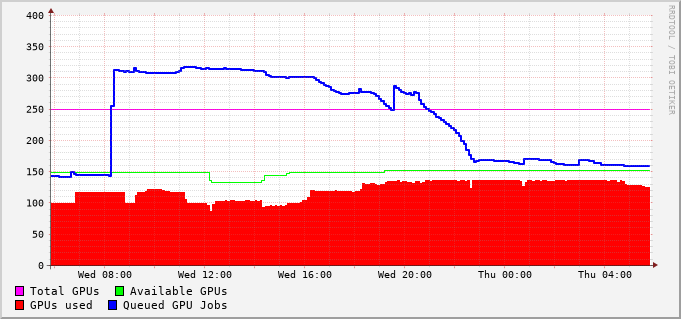 400
350
300
250
200
150
100
50
0
Wed 08:00 Wed 12:00 Wed 16:00 Wed 20:00 Thu 00:00 Thu 04:00
Total GPUs Available GPUs
GPUs used Queued GPU Jobs
RRDTOOL / TOBI OETIKER